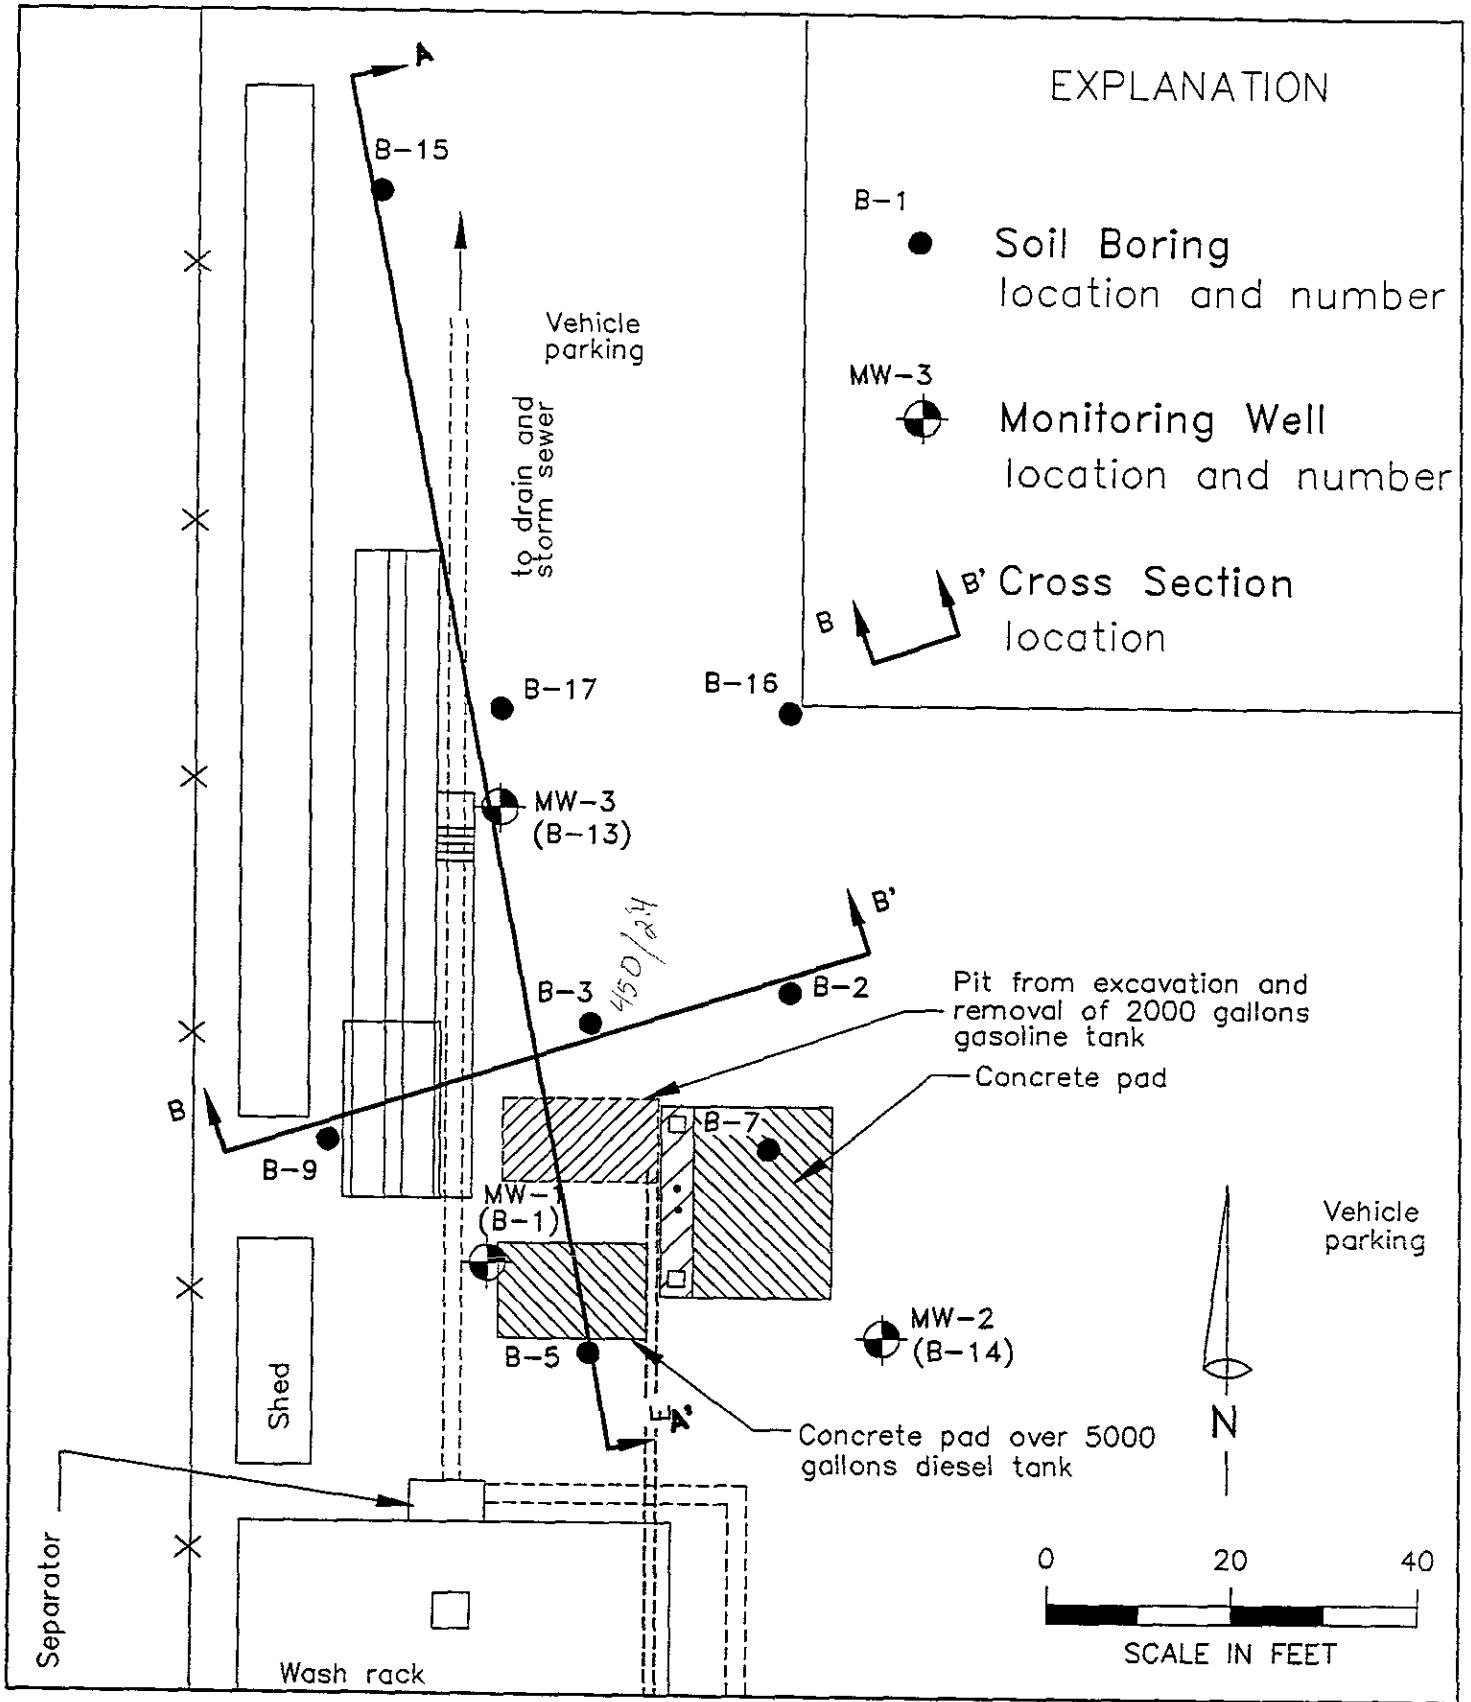 A
EXPLANATION
B-15
B-1
Soil Boring
location and number
Vehicle
parking
MW-3
to drain and
storm sewer
Monitoring Well
location and number
B
B'
Cross Section
location
B-17
B-16
MW-3
(B-13)
450/24
B'
B-3
B-2
Pit from excavation and
removal of 2000 gallons
gasoline tank
Concrete pad
B
B-7
B-9
MW-1
(B-1)
Vehicle
parking
MW-2
(B-14)
B-5
Shed
E
A'
N
Concrete pad over 5000
gallons diesel tank
Separator
0 20 40
SCALE IN FEET
Wash rack